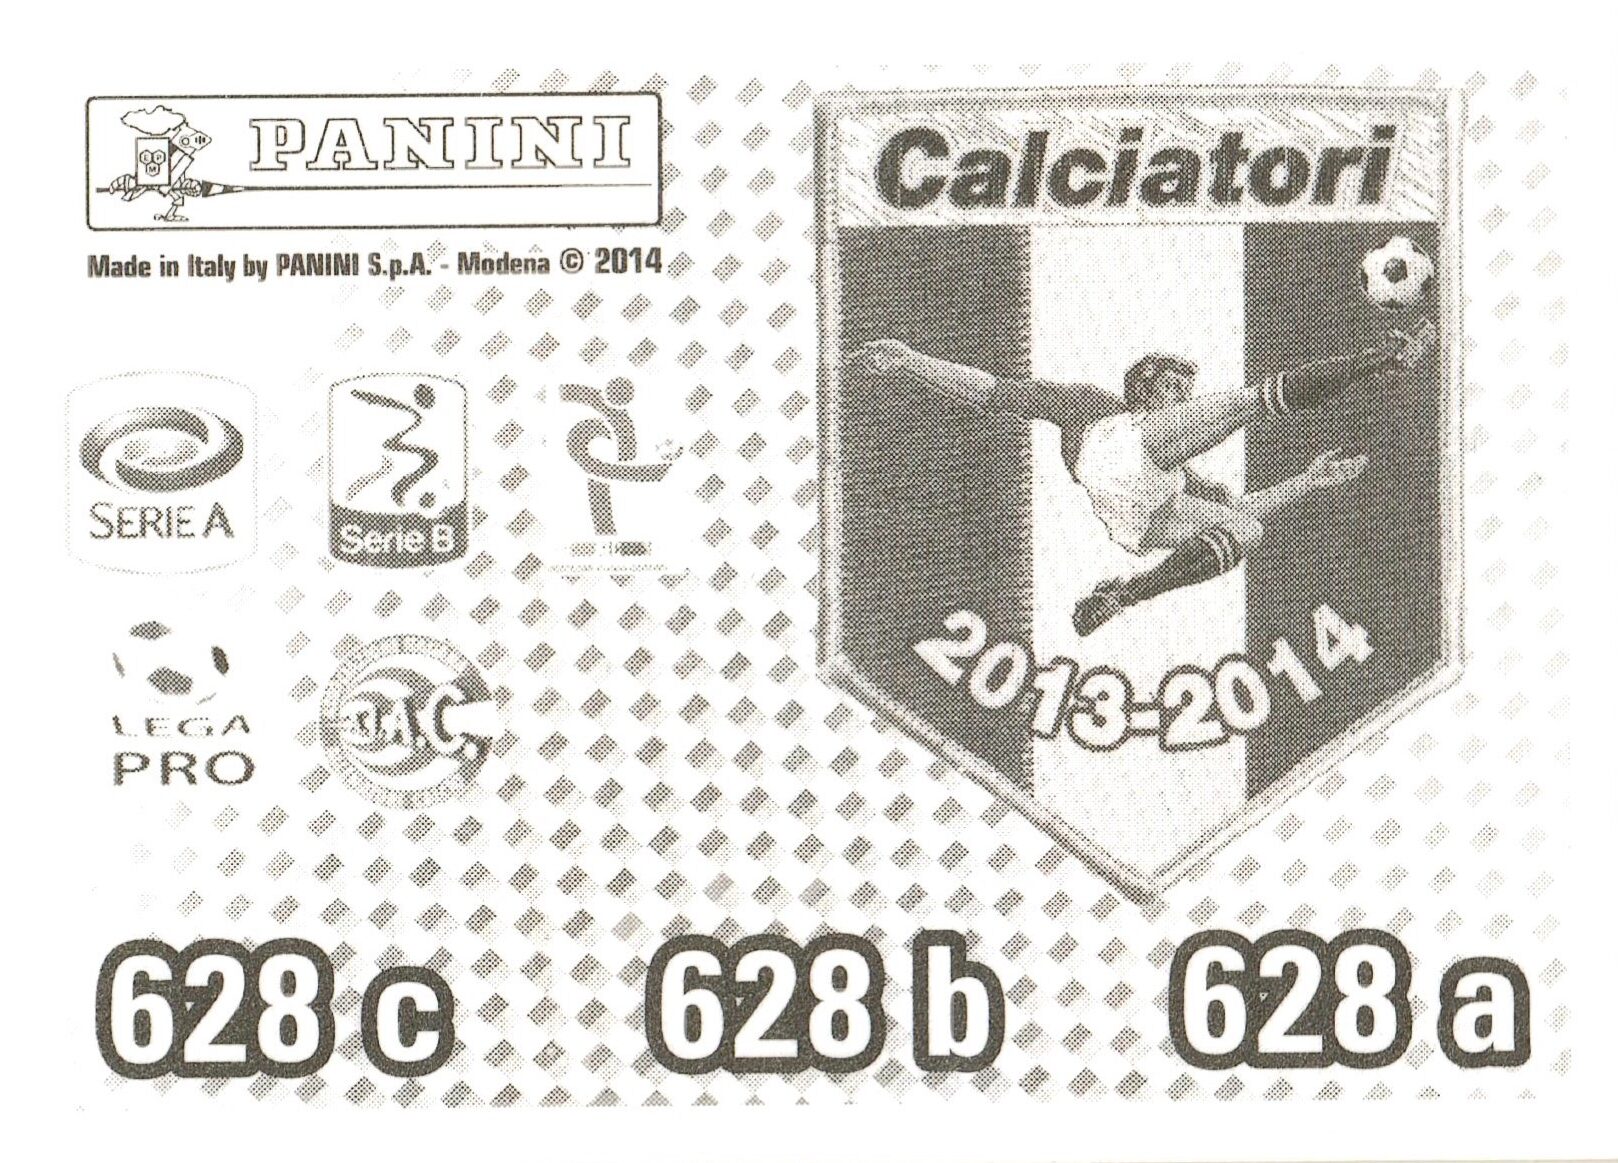 PANINI
Made in Italy by PANINI S.p.A. - Modena © 2014
Calciatori
2013-2014
SERIE A
Serie B
LEGA
PRO
A.I.C.
628 c
628 b
628 a